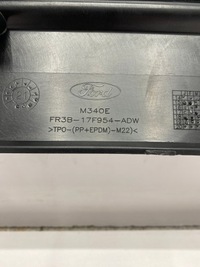 Ford
M340E
FR3B-17F954-ADW
>TPO-(PP+EPDM)-M22)<